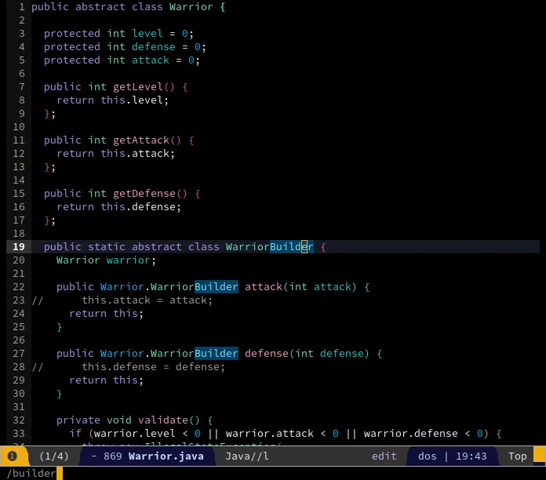 1 public abstract class Warrior {
2
3 protected int level = 0;
4 protected int defense = 0;
5 protected int attack = 0;
6
7 public int getLevel() {
8 return this.level;
9 };
10
11 public int getAttack() {
12 return this.attack;
13 };
14
15 public int getDefense() {
16 return this.defense;
17 };
18
19 public static abstract class WarriorBuilder {
20 Warrior warrior;
21
22 public Warrior.WarriorBuilder attack(int attack) {
23 // this.attack = attack;
24 return this;
25 }
26
27 public Warrior.WarriorBuilder defense(int defense) {
28 // this.defense = defense;
29 return this;
30 }
31
32 private void validate() {
33 if (warrior.level < 0 || warrior.attack < 0 || warrior.defense < 0) {
34 throw new IllegalStateException(
1 (1/4) - 869 Warrior.java Java//l edit dos | 19:43 Top
/builder